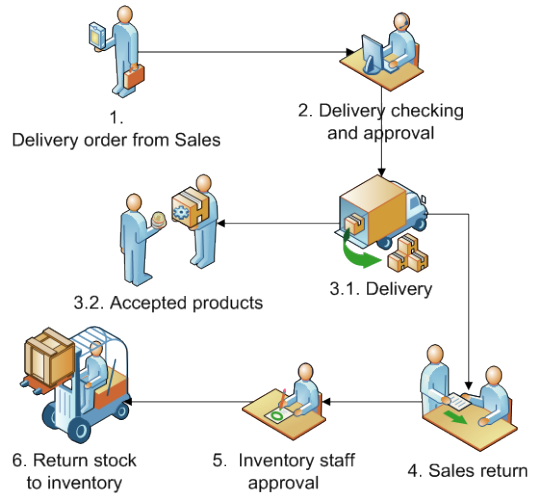 1.
Delivery order from Sales
2. Delivery checking
and approval
3.1. Delivery
3.2. Accepted products
4. Sales return
5. Inventory staff
approval
6. Return stock
to inventory